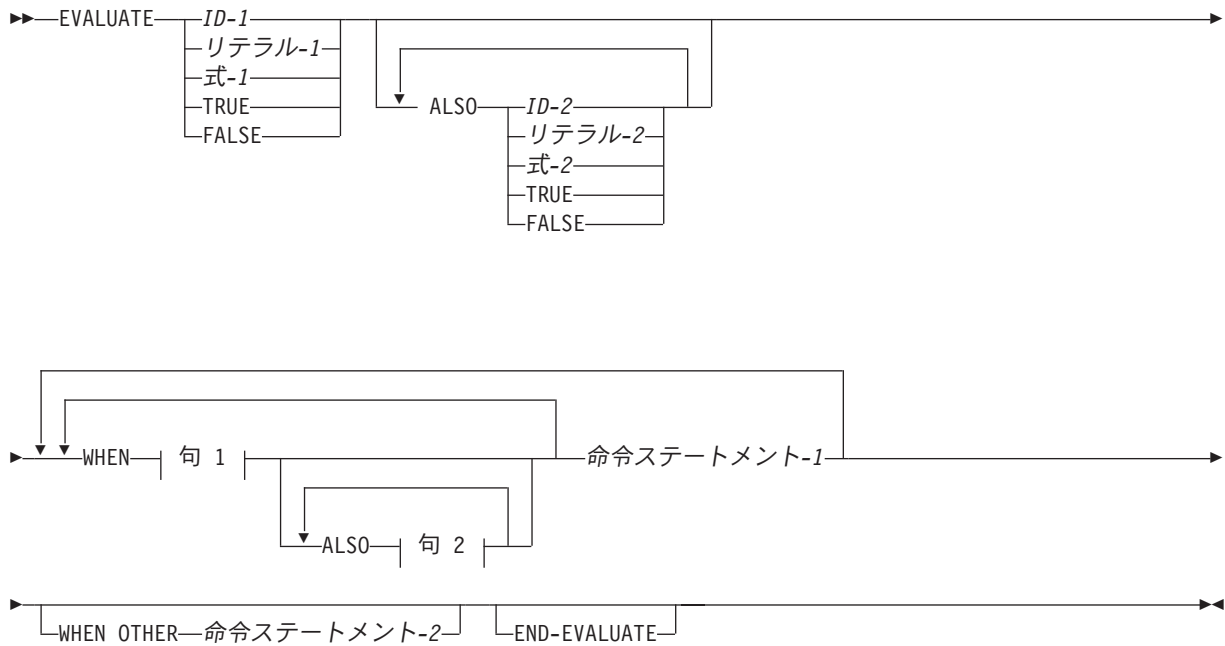 EVALUATE ID-1
リテラル-1
式-1
TRUE
FALSE
ALSO ID-2
リテラル-2
式-2
TRUE
FALSE
WHEN 句 1 命令ステートメント-1
ALSO 句 2
WHEN OTHER 命令ステートメント-2 END-EVALUATE